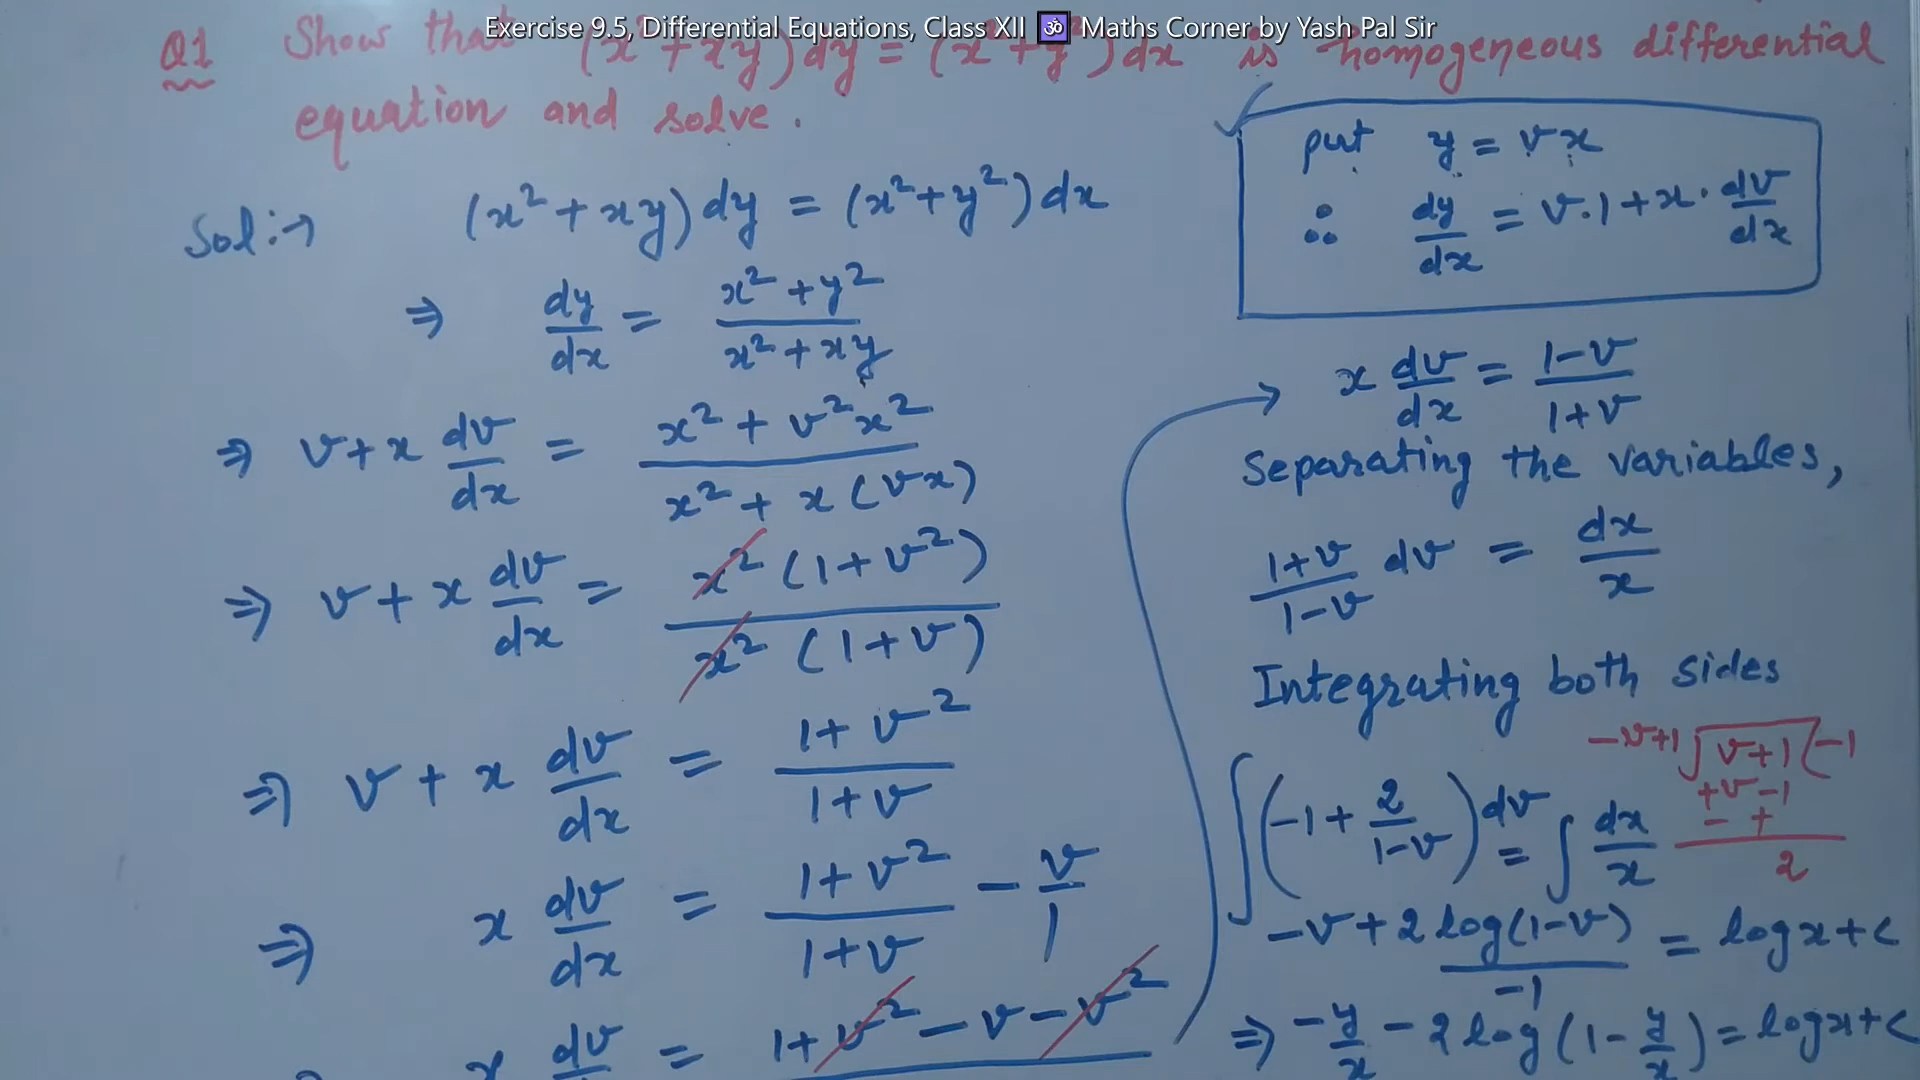 Exercise 9.5, Differential Equations, Class XII 🕉 Maths Corner by Yash Pal Sir
Q1 Show that (x² + xy) dy = (x² + y²) dx is homogeneous differential
equation and solve.
Sol:→ (x² + xy) dy = (x² + y²) dx
⇒ dy/dx = (x² + y²)/(x² + xy)
⇒ v + x dv/dx = (x² + v²x²)/(x² + x(vx))
⇒ v + x dv/dx = x²(1 + v²)/x²(1 + v)
⇒ v + x dv/dx = (1 + v²)/(1 + v)
⇒ x dv/dx = (1 + v²)/(1 + v) − v/1
x dv/dx = 1 + v² − v − v²
put y = vx
∴ dy/dx = v.1 + x. dv/dx
→ x dv/dx = (1 − v)/(1 + v)
Separating the variables,
(1 + v)/(1 − v) dv = dx/x
Integrating both sides
∫(−1 + 2/(1 − v)) dv = ∫ dx/x
−v+1 √ v+1 ( −1
+v −1
− +
2
−v + 2 log(1 − v)/−1 = log x + c
⇒ −y/x − 2 log(1 − y/x) = log x + c